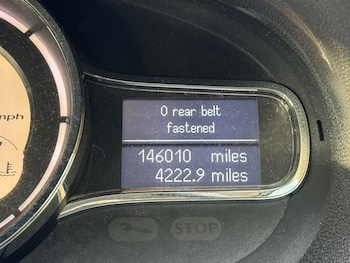 mph
0 rear belt
fastened
146010 miles
4222.9 miles
STOP